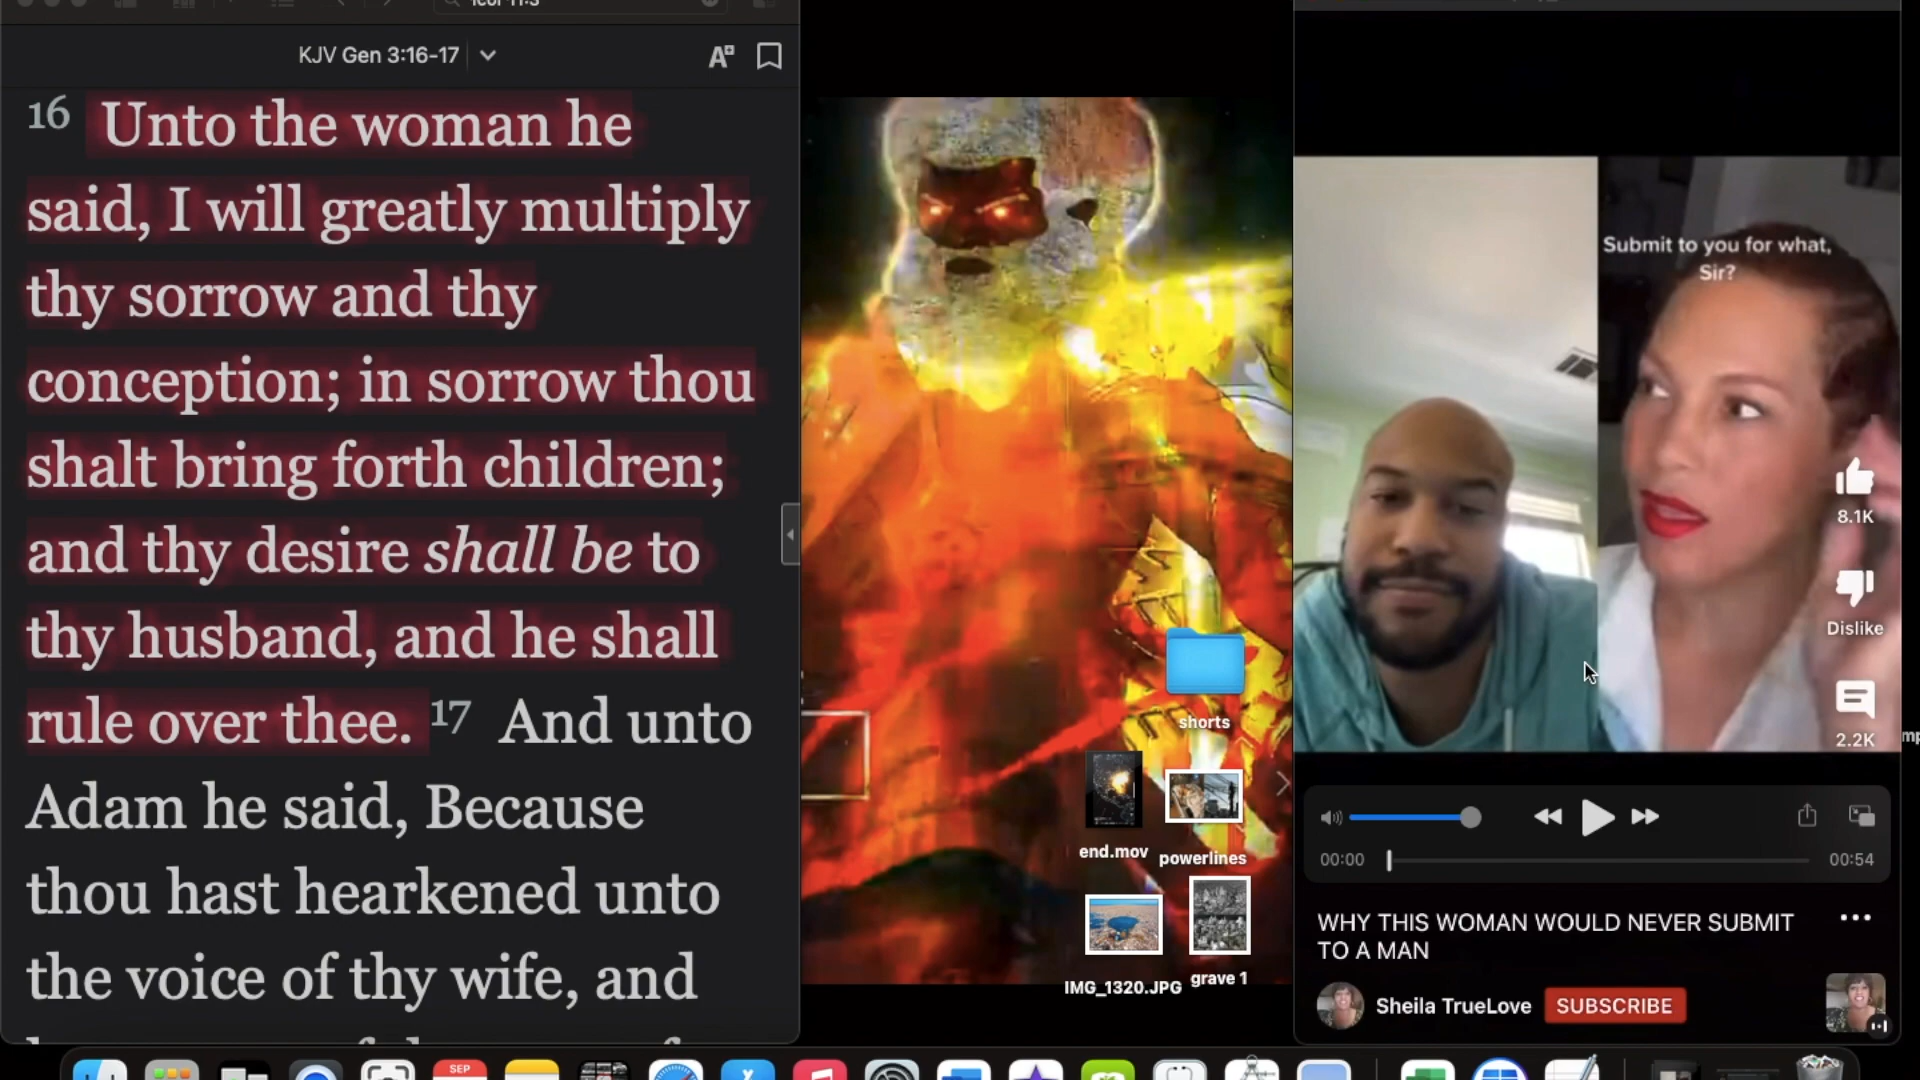 KJV Gen 3:16-17
16 Unto the woman he
said, I will greatly multiply
thy sorrow and thy
conception; in sorrow thou
shalt bring forth children;
and thy desire shall be to
thy husband, and he shall
rule over thee. 17 And unto
Adam he said, Because
thou hast hearkened unto
the voice of thy wife, and
shorts
end.mov
powerlines
IMG_1320.JPG
grave 1
Submit to you for what,
Sir?
8.1K
Dislike
2.2K
00:00
00:54
WHY THIS WOMAN WOULD NEVER SUBMIT
TO A MAN
Sheila TrueLove
SUBSCRIBE
SEP